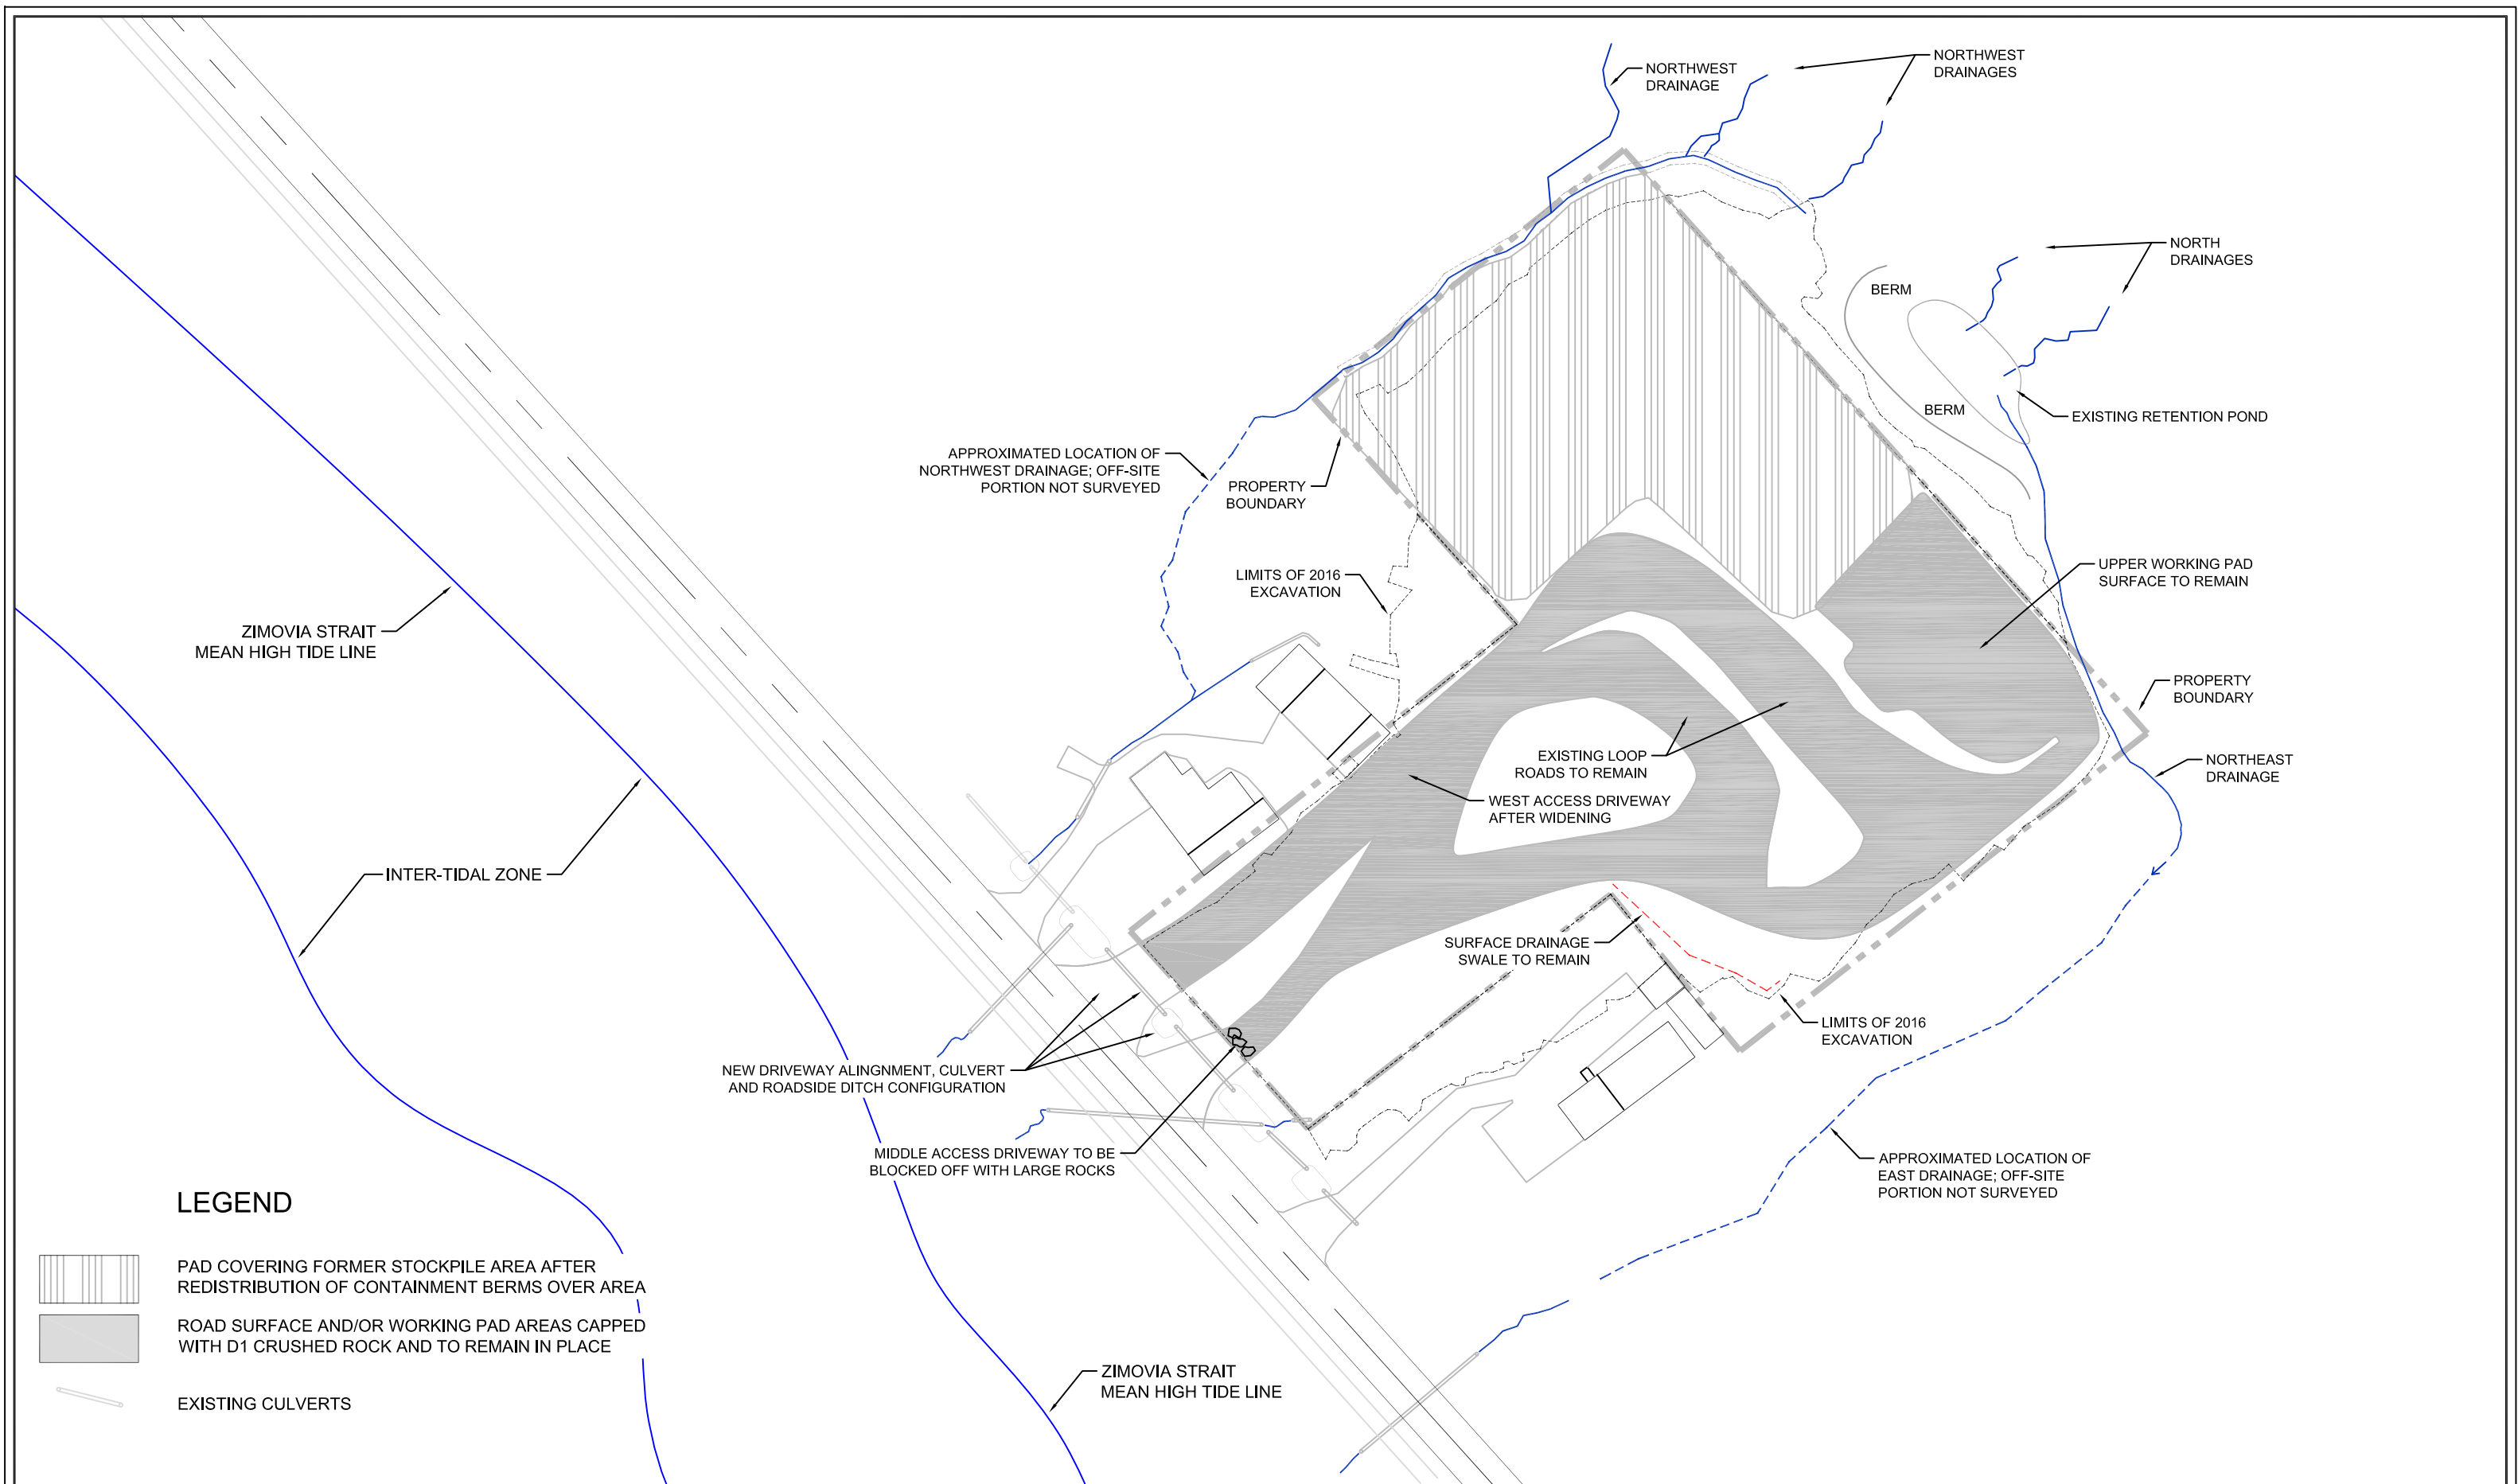 NORTHWEST
DRAINAGE
NORTHWEST
DRAINAGES
NORTH
DRAINAGES
BERM
BERM
EXISTING RETENTION POND
APPROXIMATED LOCATION OF
NORTHWEST DRAINAGE; OFF-SITE
PORTION NOT SURVEYED
PROPERTY
BOUNDARY
LIMITS OF 2016
EXCAVATION
UPPER WORKING PAD
SURFACE TO REMAIN
ZIMOVIA STRAIT
MEAN HIGH TIDE LINE
PROPERTY
BOUNDARY
EXISTING LOOP
ROADS TO REMAIN
NORTHEAST
DRAINAGE
WEST ACCESS DRIVEWAY
AFTER WIDENING
INTER-TIDAL ZONE
SURFACE DRAINAGE
SWALE TO REMAIN
LIMITS OF 2016
EXCAVATION
NEW DRIVEWAY ALINGNMENT, CULVERT
AND ROADSIDE DITCH CONFIGURATION
MIDDLE ACCESS DRIVEWAY TO BE
BLOCKED OFF WITH LARGE ROCKS
APPROXIMATED LOCATION OF
EAST DRAINAGE; OFF-SITE
PORTION NOT SURVEYED
LEGEND
PAD COVERING FORMER STOCKPILE AREA AFTER
REDISTRIBUTION OF CONTAINMENT BERMS OVER AREA
ROAD SURFACE AND/OR WORKING PAD AREAS CAPPED
WITH D1 CRUSHED ROCK AND TO REMAIN IN PLACE
EXISTING CULVERTS
ZIMOVIA STRAIT
MEAN HIGH TIDE LINE